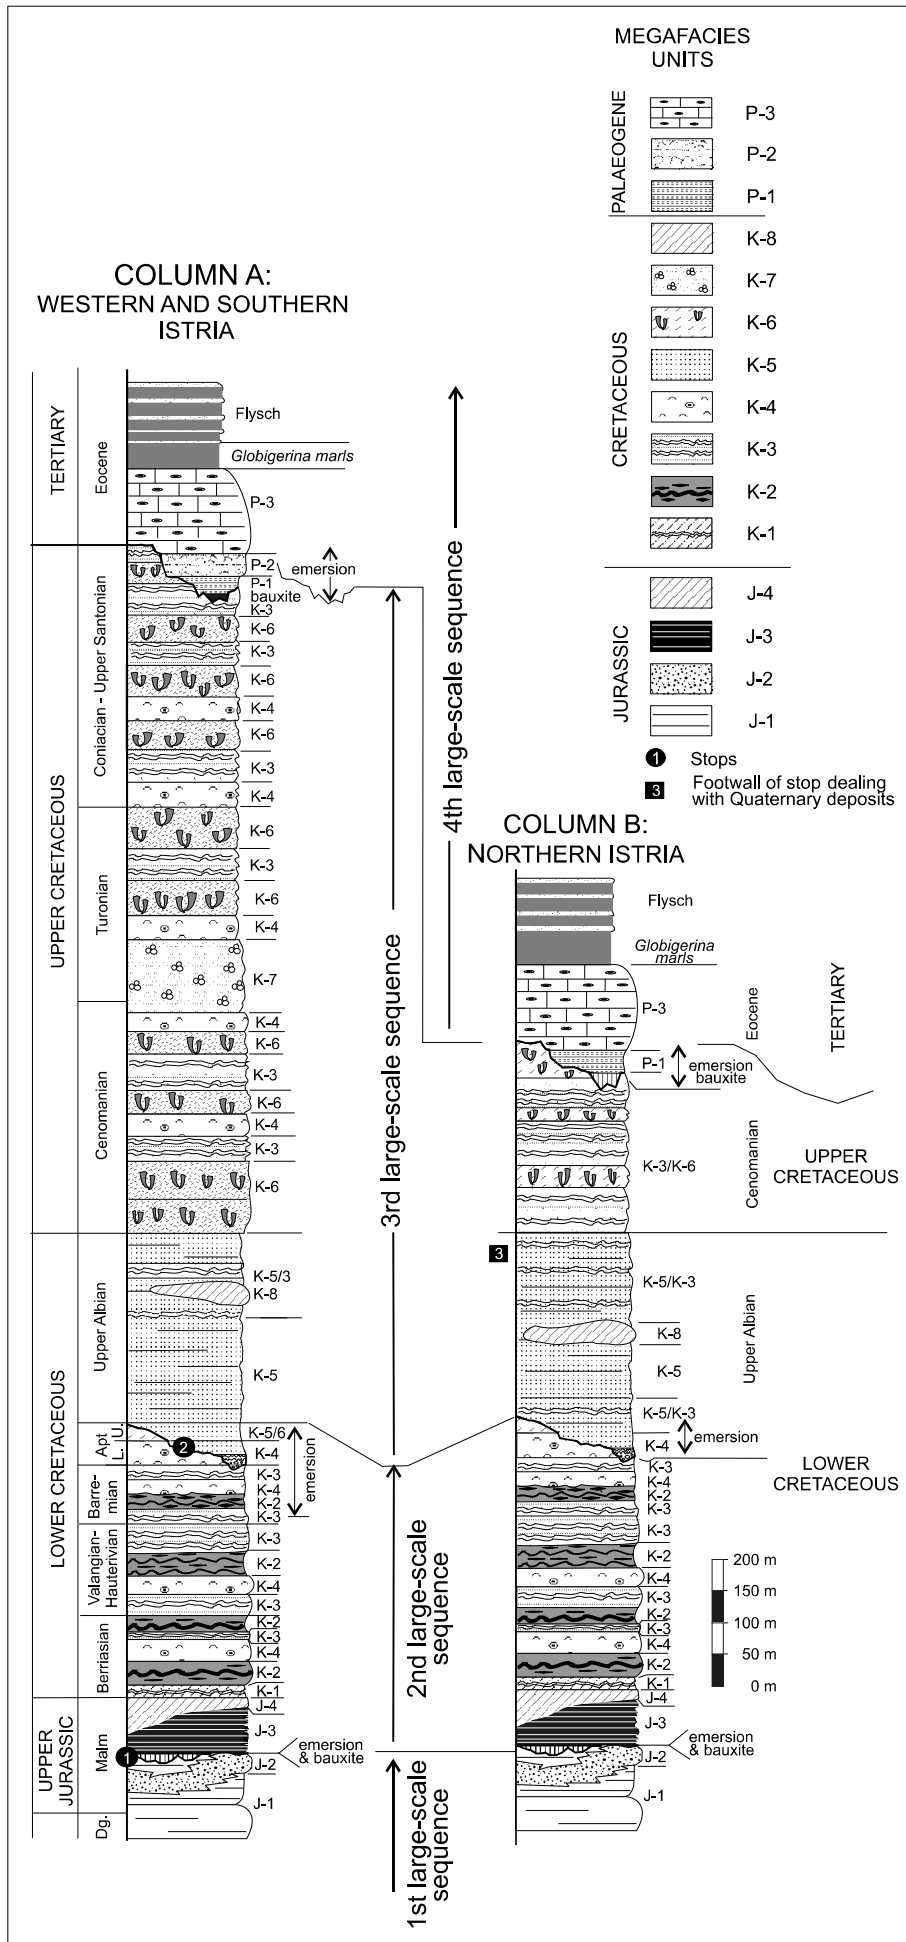 MEGAFACIES
UNITS
PALAEOGENE
P-3
P-2
P-1
CRETACEOUS
K-8
K-7
K-6
K-5
K-4
K-3
K-2
K-1
JURASSIC
J-4
J-3
J-2
J-1
1 Stops
3 Footwall of stop dealing
with Quaternary deposits
COLUMN A:
WESTERN AND SOUTHERN
ISTRIA
TERTIARY
Eocene
Flysch
Globigerina marls
P-3
P-2
P-1
bauxite
emersion
UPPER CRETACEOUS
Coniacian - Upper Santonian
K-3
K-6
K-3
K-6
K-4
K-6
K-3
K-4
Turonian
K-6
K-3
K-6
K-4
K-7
Cenomanian
K-4
K-6
K-3
K-6
K-4
K-3
K-6
LOWER CRETACEOUS
Upper Albian
K-5/3
K-8
K-5
Apt
L. U.
2
K-5/6
K-4
emersion
Barre-
mian
K-3
K-4
K-2
K-3
Valangian-
Hauterivian
K-3
K-2
K-4
K-3
Berriasian
K-2
K-3
K-4
K-2
K-1
UPPER
JURASSIC
Malm
J-4
J-3
1
J-2
J-1
Dg.
emersion
& bauxite
4th large-scale sequence
3rd large-scale sequence
2nd large-scale
sequence
1st large-scale
sequence
COLUMN B:
NORTHERN ISTRIA
Flysch
Globigerina
marls
P-3
P-1
emersion
bauxite
Eocene
TERTIARY
K-3/K-6
Cenomanian
UPPER
CRETACEOUS
3
K-5/K-3
K-8
K-5
K-5/K-3
Upper Albian
K-4
emersion
LOWER
CRETACEOUS
K-3
K-4
K-2
K-3
K-3
K-2
K-4
K-3
K-2
K-3
K-4
K-2
K-1
J-4
J-3
J-2
J-1
emersion
& bauxite
200 m
150 m
100 m
50 m
0 m